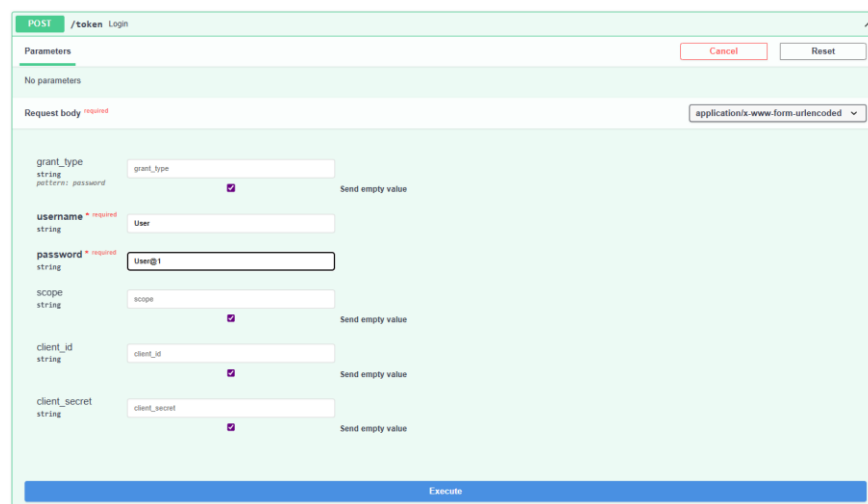 POST /token Login
Parameters Cancel Reset
No parameters
Request body required application/x-www-form-urlencoded
grant_type
string grant_type
pattern: password Send empty value
username * required
string User
password * required
string User@1
scope
string scope
Send empty value
client_id
string client_id
Send empty value
client_secret
string client_secret
Send empty value
Execute